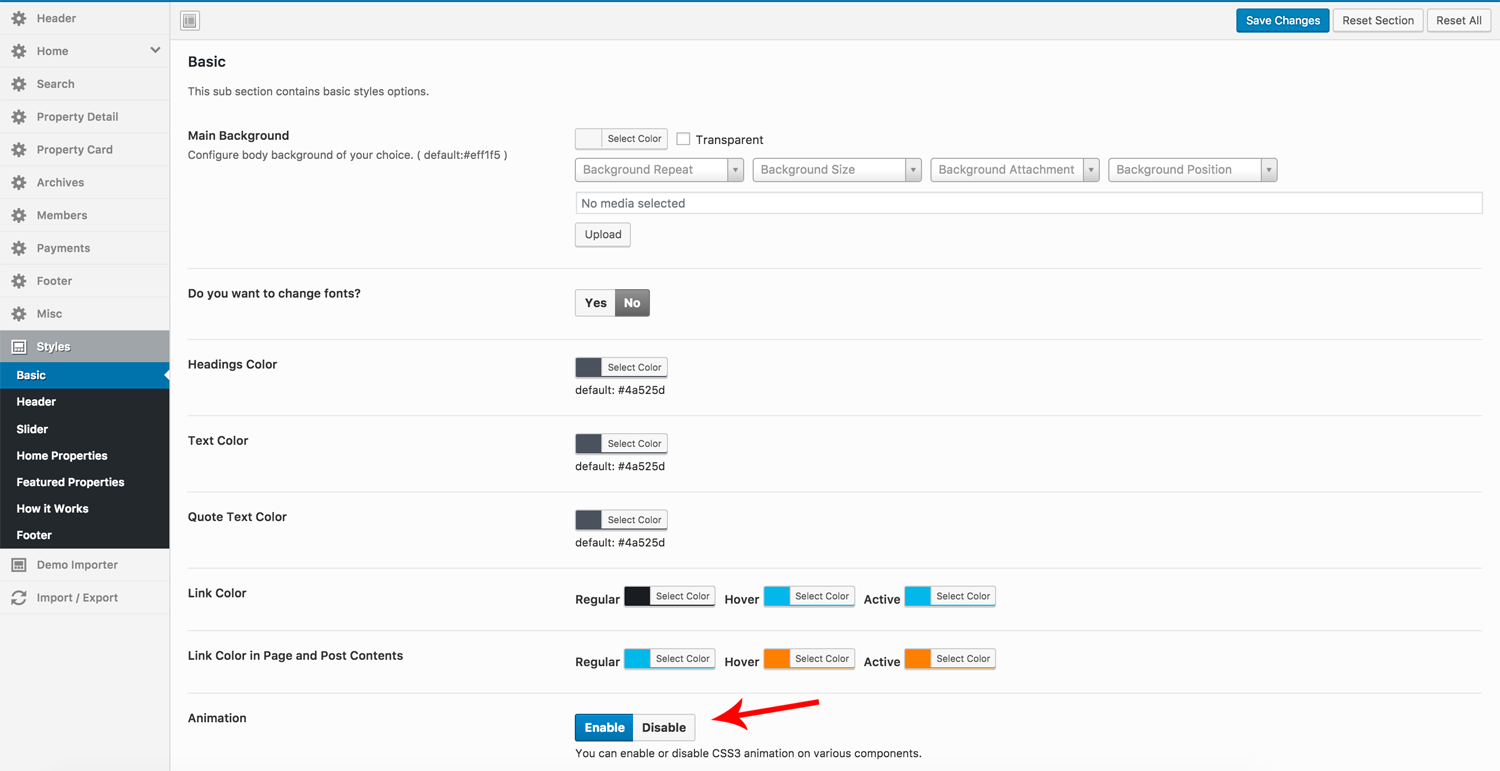 Header
Home
Search
Property Detail
Property Card
Archives
Members
Payments
Footer
Misc
Styles
Basic
Header
Slider
Home Properties
Featured Properties
How it Works
Footer
Demo Importer
Import / Export
Save Changes Reset Section Reset All
Basic
This sub section contains basic styles options.
Main Background
Configure body background of your choice. ( default:#eff1f5 )
Select Color Transparent
Background Repeat Background Size Background Attachment Background Position
No media selected
Upload
Do you want to change fonts?
Yes No
Headings Color
Select Color
default: #4a525d
Text Color
Select Color
default: #4a525d
Quote Text Color
Select Color
default: #4a525d
Link Color
Regular Select Color Hover Select Color Active Select Color
Link Color in Page and Post Contents
Regular Select Color Hover Select Color Active Select Color
Animation
Enable Disable
You can enable or disable CSS3 animation on various components.